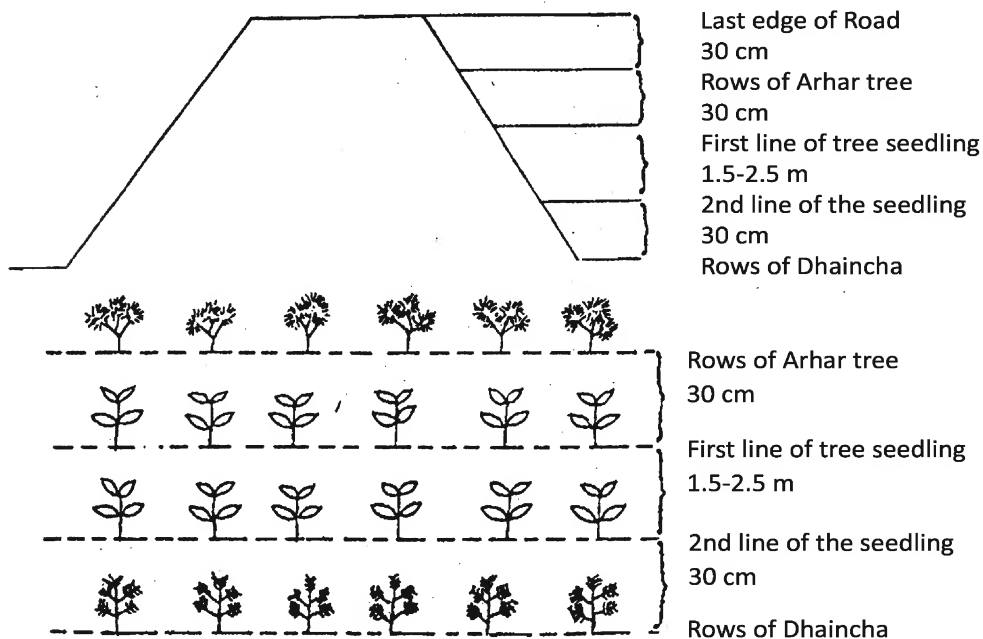 Last edge of Road
30 cm
Rows of Arhar tree
30 cm
First line of tree seedling
1.5-2.5 m
2nd line of the seedling
30 cm
Rows of Dhaincha
Rows of Arhar tree
30 cm
First line of tree seedling
1.5-2.5 m
2nd line of the seedling
30 cm
Rows of Dhaincha